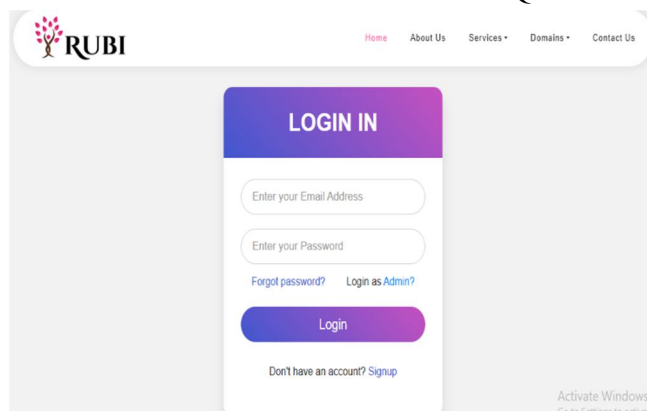 RUBI
Home About Us Services Domains Contact Us
LOGIN IN
Enter your Email Address
Enter your Password
Forgot password? Login as Admin?
Login
Don't have an account? Signup
Activate Windows